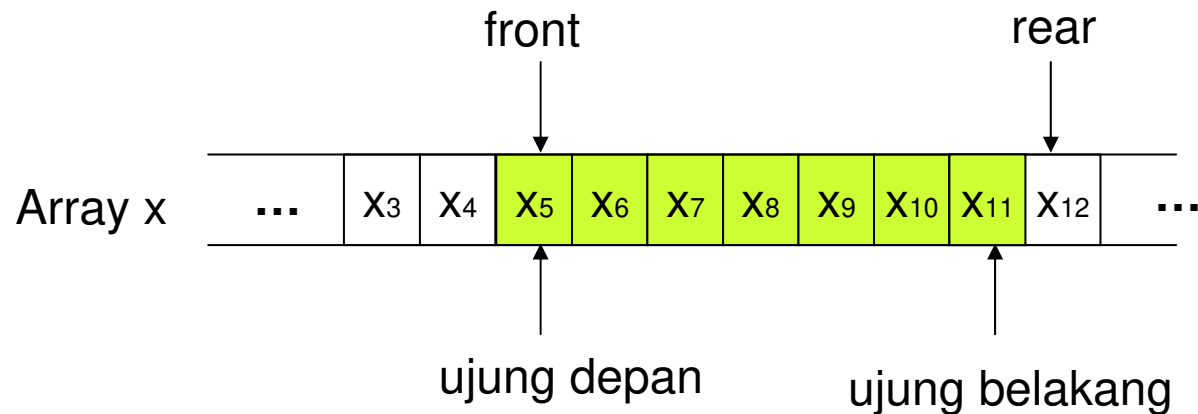 front rear
Array x ... x3 x4 x5 x6 x7 x8 x9 x10 x11 x12 ...
ujung depan ujung belakang